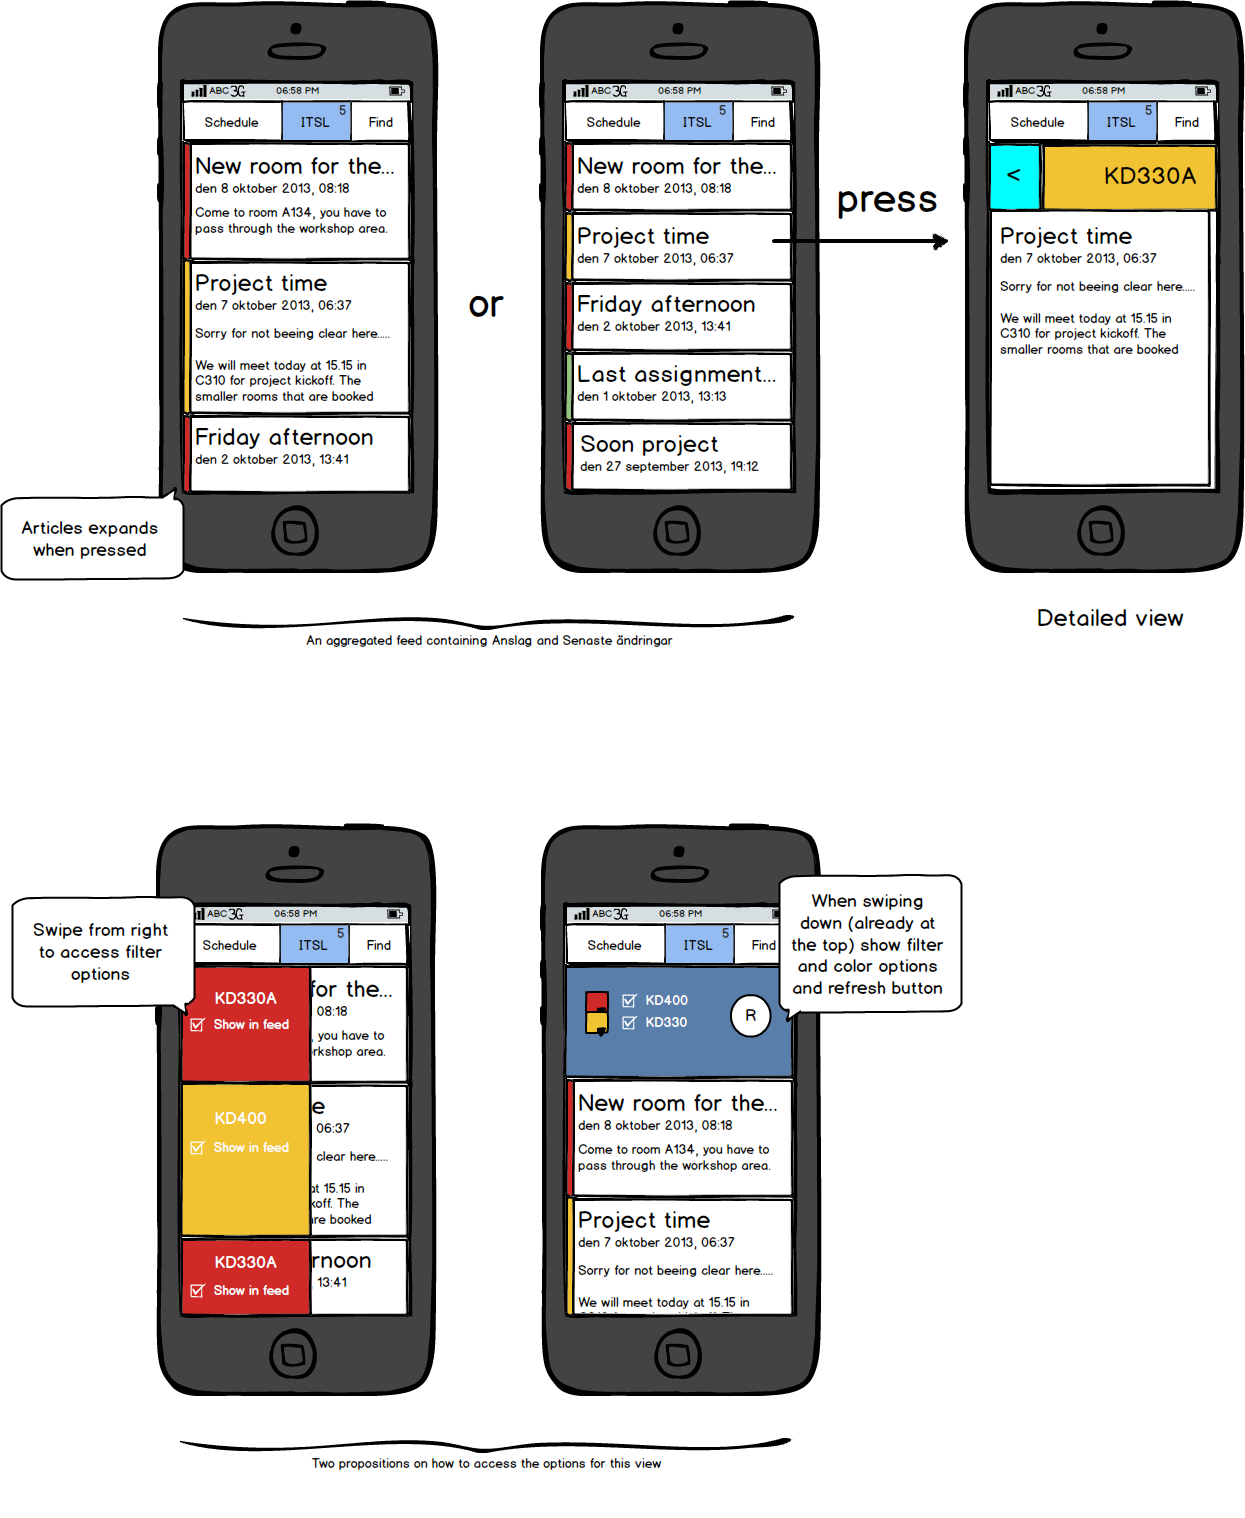 ABC 3G 06:58 PM
Schedule ITSL 5 Find
New room for the...
den 8 oktober 2013, 08:18
Come to room A134, you have to
pass through the workshop area.
Project time
den 7 oktober 2013, 06:37
Sorry for not beeing clear here.....
We will meet today at 15.15 in
C310 for project kickoff. The
smaller rooms that are booked
Friday afternoon
den 2 oktober 2013, 13:41
Articles expands
when pressed
or
ABC 3G 06:58 PM
Schedule ITSL 5 Find
New room for the...
den 8 oktober 2013, 08:18
Project time
den 7 oktober 2013, 06:37
Friday afternoon
den 2 oktober 2013, 13:41
Last assignment...
den 1 oktober 2013, 13:13
Soon project
den 27 september 2013, 19:12
press
ABC 3G 06:58 PM
Schedule ITSL 5 Find
< KD330A
Project time
den 7 oktober 2013, 06:37
Sorry for not beeing clear here.....
We will meet today at 15.15 in
C310 for project kickoff. The
smaller rooms that are booked
Detailed view
An aggregated feed containing Anslag and Senaste ändringar
Swipe from right
to access filter
options
ABC 3G 06:58 PM
Schedule ITSL 5 Find
KD330A
Show in feed
for the...
08:18
, you have to
rkshop area.
KD400
Show in feed
e
06:37
clear here.....
at 15.15 in
koff. The
re booked
KD330A
Show in feed
rnoon
13:41
When swiping
down (already at
the top) show filter
and color options
and refresh button
ABC 3G 06:58 PM
Schedule ITSL 5 Find
KD400
KD330
R
New room for the...
den 8 oktober 2013, 08:18
Come to room A134, you have to
pass through the workshop area.
Project time
den 7 oktober 2013, 06:37
Sorry for not beeing clear here.....
We will meet today at 15.15 in
Two propositions on how to access the options for this view